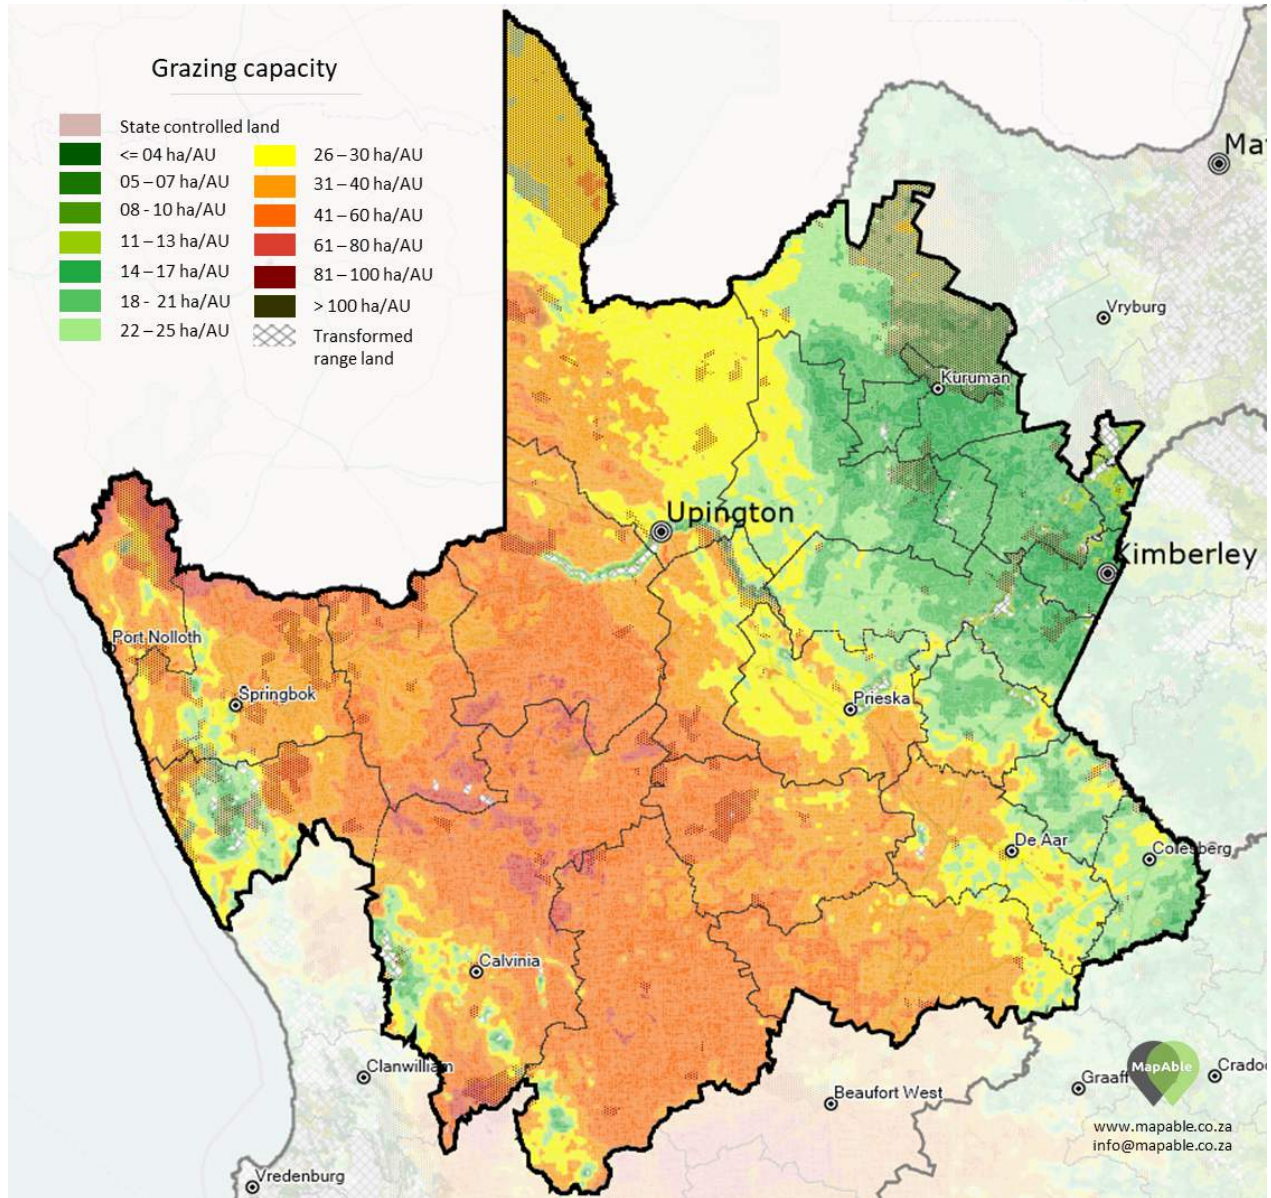 Grazing capacity
State controlled land
<= 04 ha/AU
05 – 07 ha/AU
08 - 10 ha/AU
11 – 13 ha/AU
14 – 17 ha/AU
18 - 21 ha/AU
22 – 25 ha/AU
26 – 30 ha/AU
31 – 40 ha/AU
41 – 60 ha/AU
61 – 80 ha/AU
81 – 100 ha/AU
> 100 ha/AU
Transformed
range land
Ma
Vryburg
Kuruman
Upington
Kimberley
Port Nolloth
Springbok
Prieska
De Aar
Colesberg
Calvinia
Clanwilliam
Beaufort West
Graaff
Crado
Vredenburg
MapAble
www.mapable.co.za
info@mapable.co.za